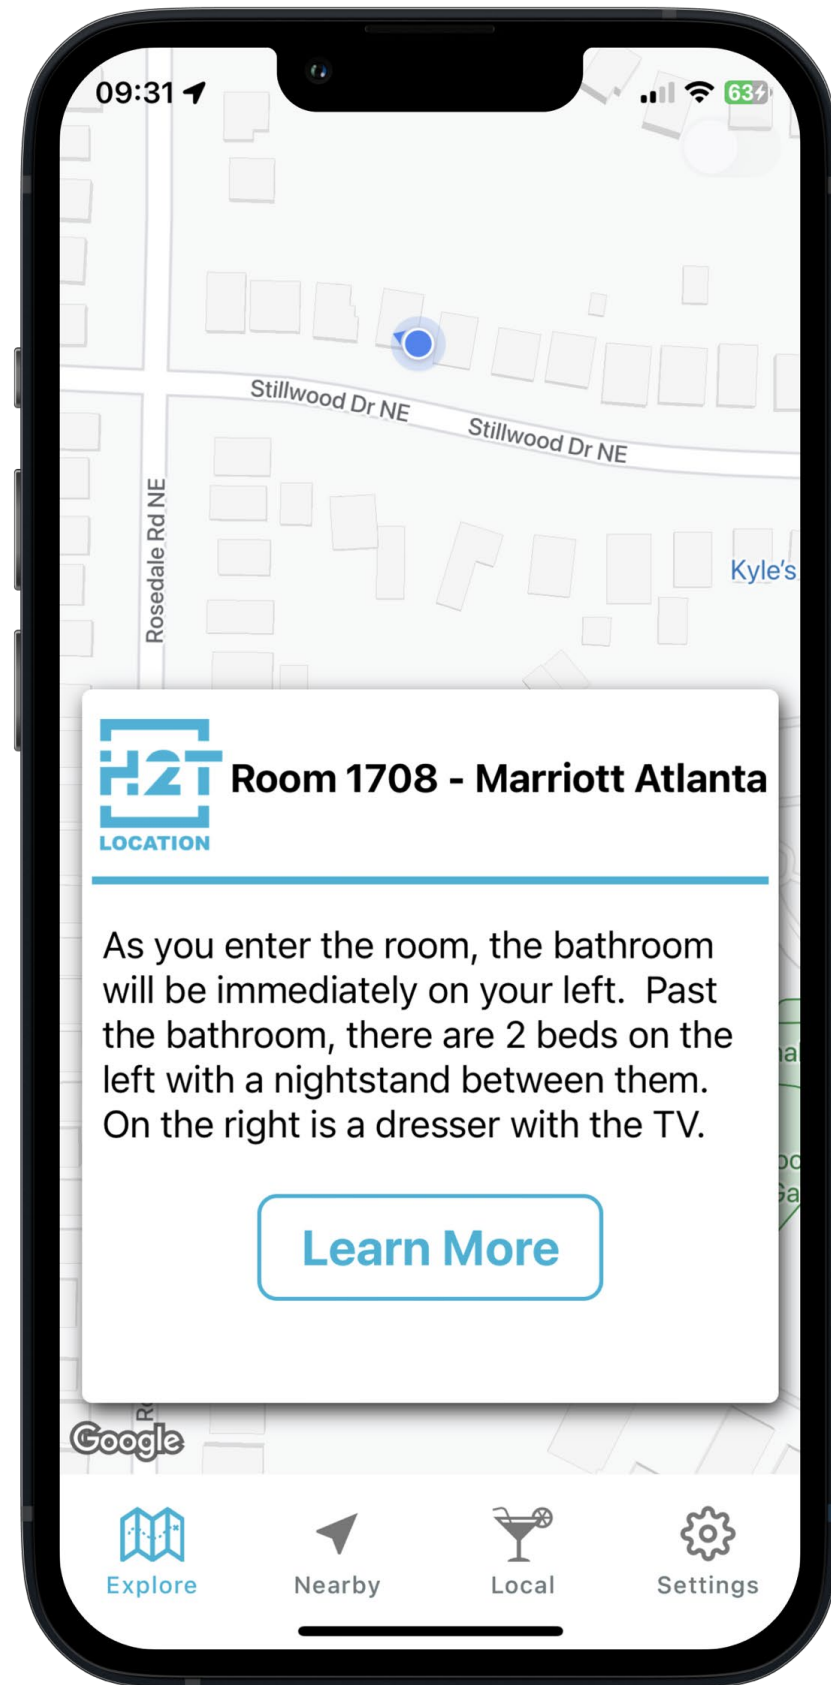 09:31
63
Stillwood Dr NE
Stillwood Dr NE
Rosedale Rd NE
Kyle's
H2T
LOCATION
Room 1708 - Marriott Atlanta
As you enter the room, the bathroom
will be immediately on your left.  Past
the bathroom, there are 2 beds on the
left with a nightstand between them.
On the right is a dresser with the TV.
Learn More
Google
Explore
Nearby
Local
Settings